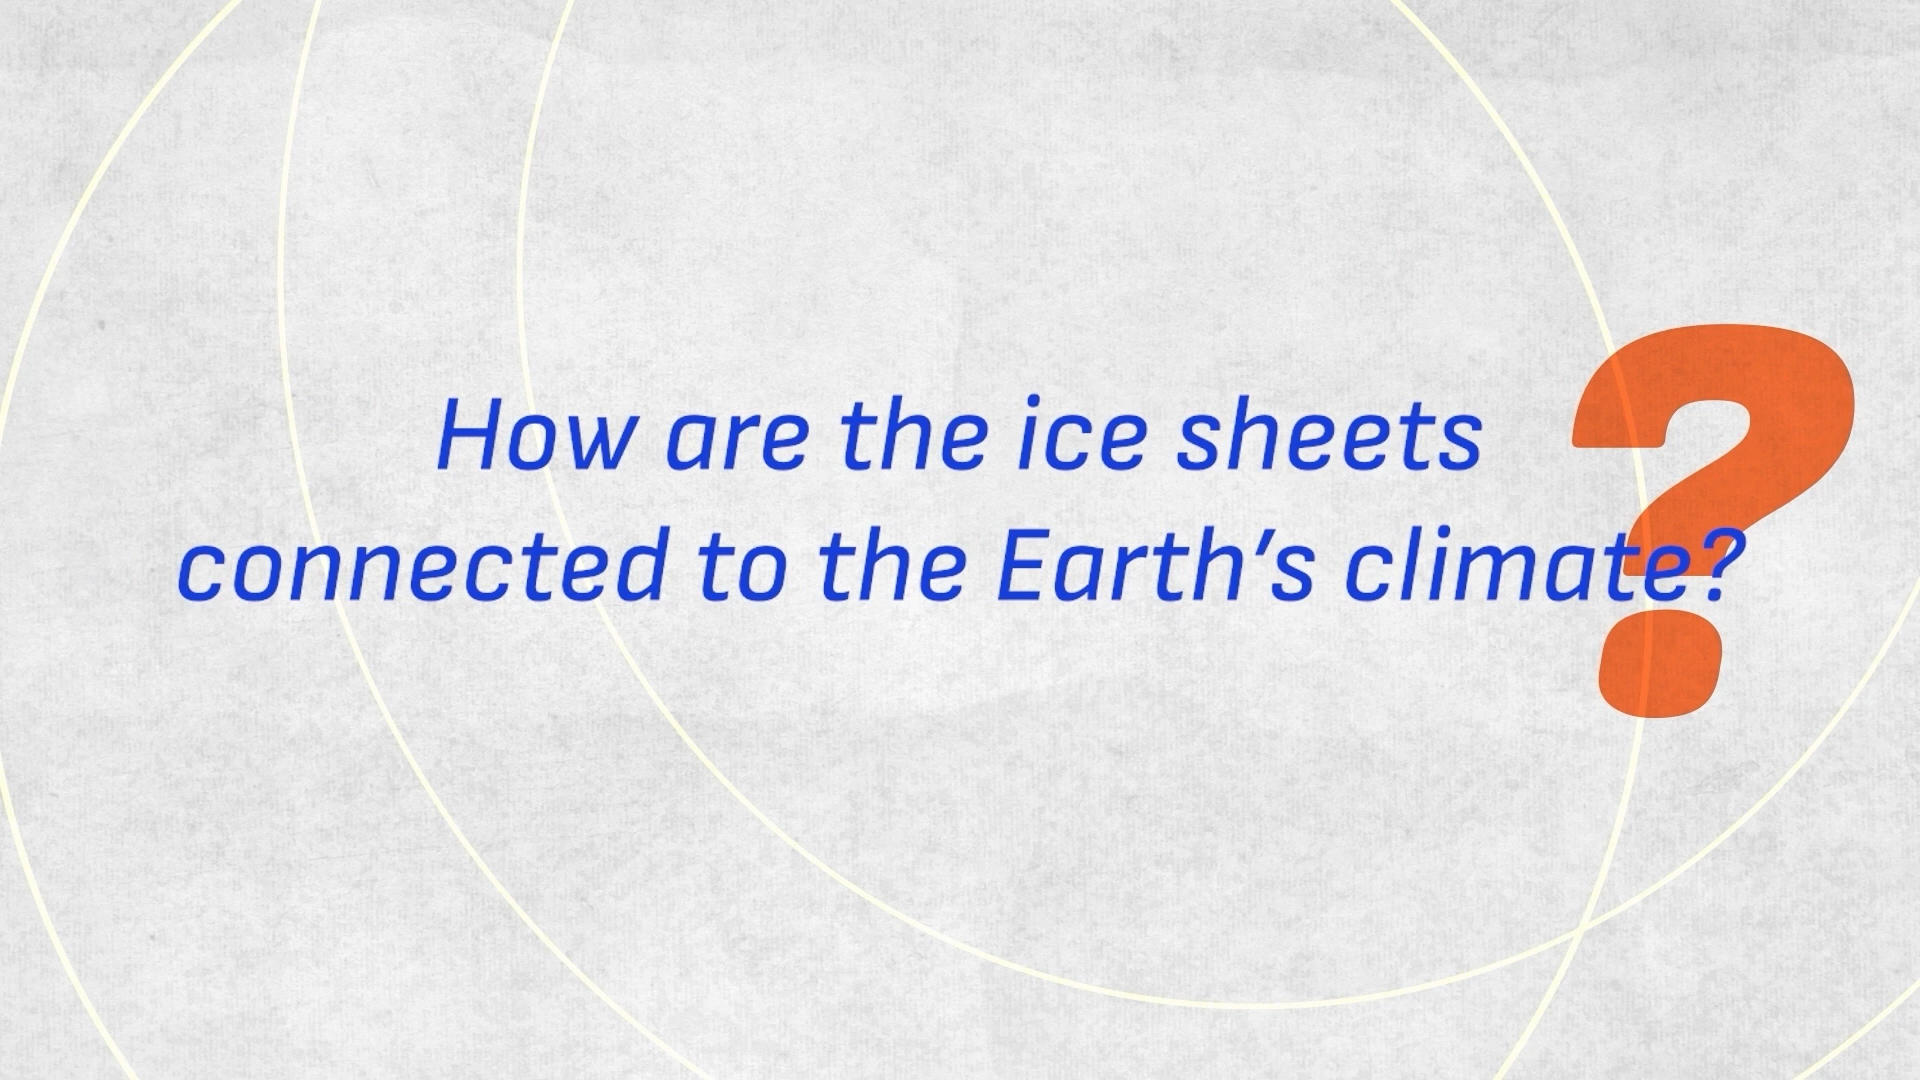 How are the ice sheets
connected to the Earth’s climate?
?